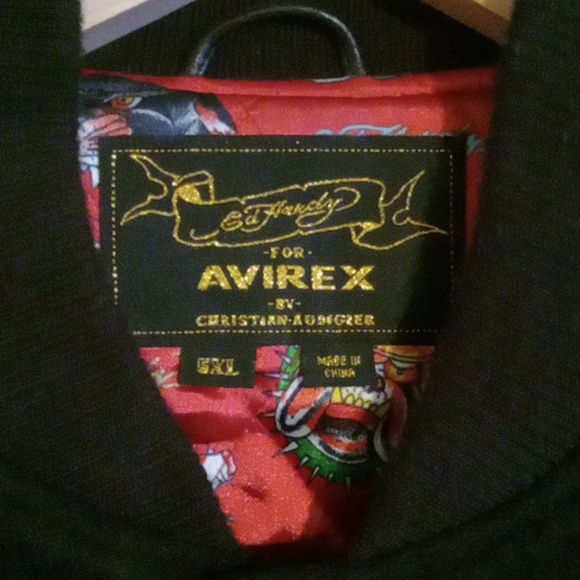 Ed Hardy
-FOR-
AVIREX
-BY-
CHRISTIAN·AUDIGIER
5XL
MADE IN
CHINA